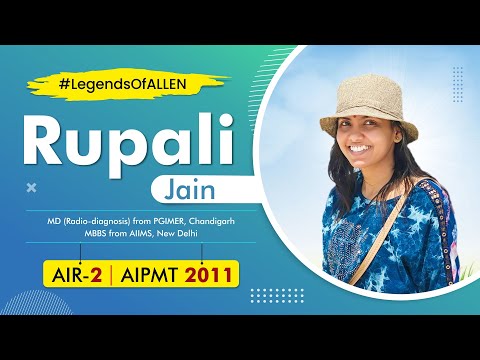 #LegendsOfALLEN
Rupali
Jain
MD (Radio-diagnosis) from PGIMER, Chandigarh
MBBS from AIIMS, New Delhi
AIR-2 | AIPMT 2011